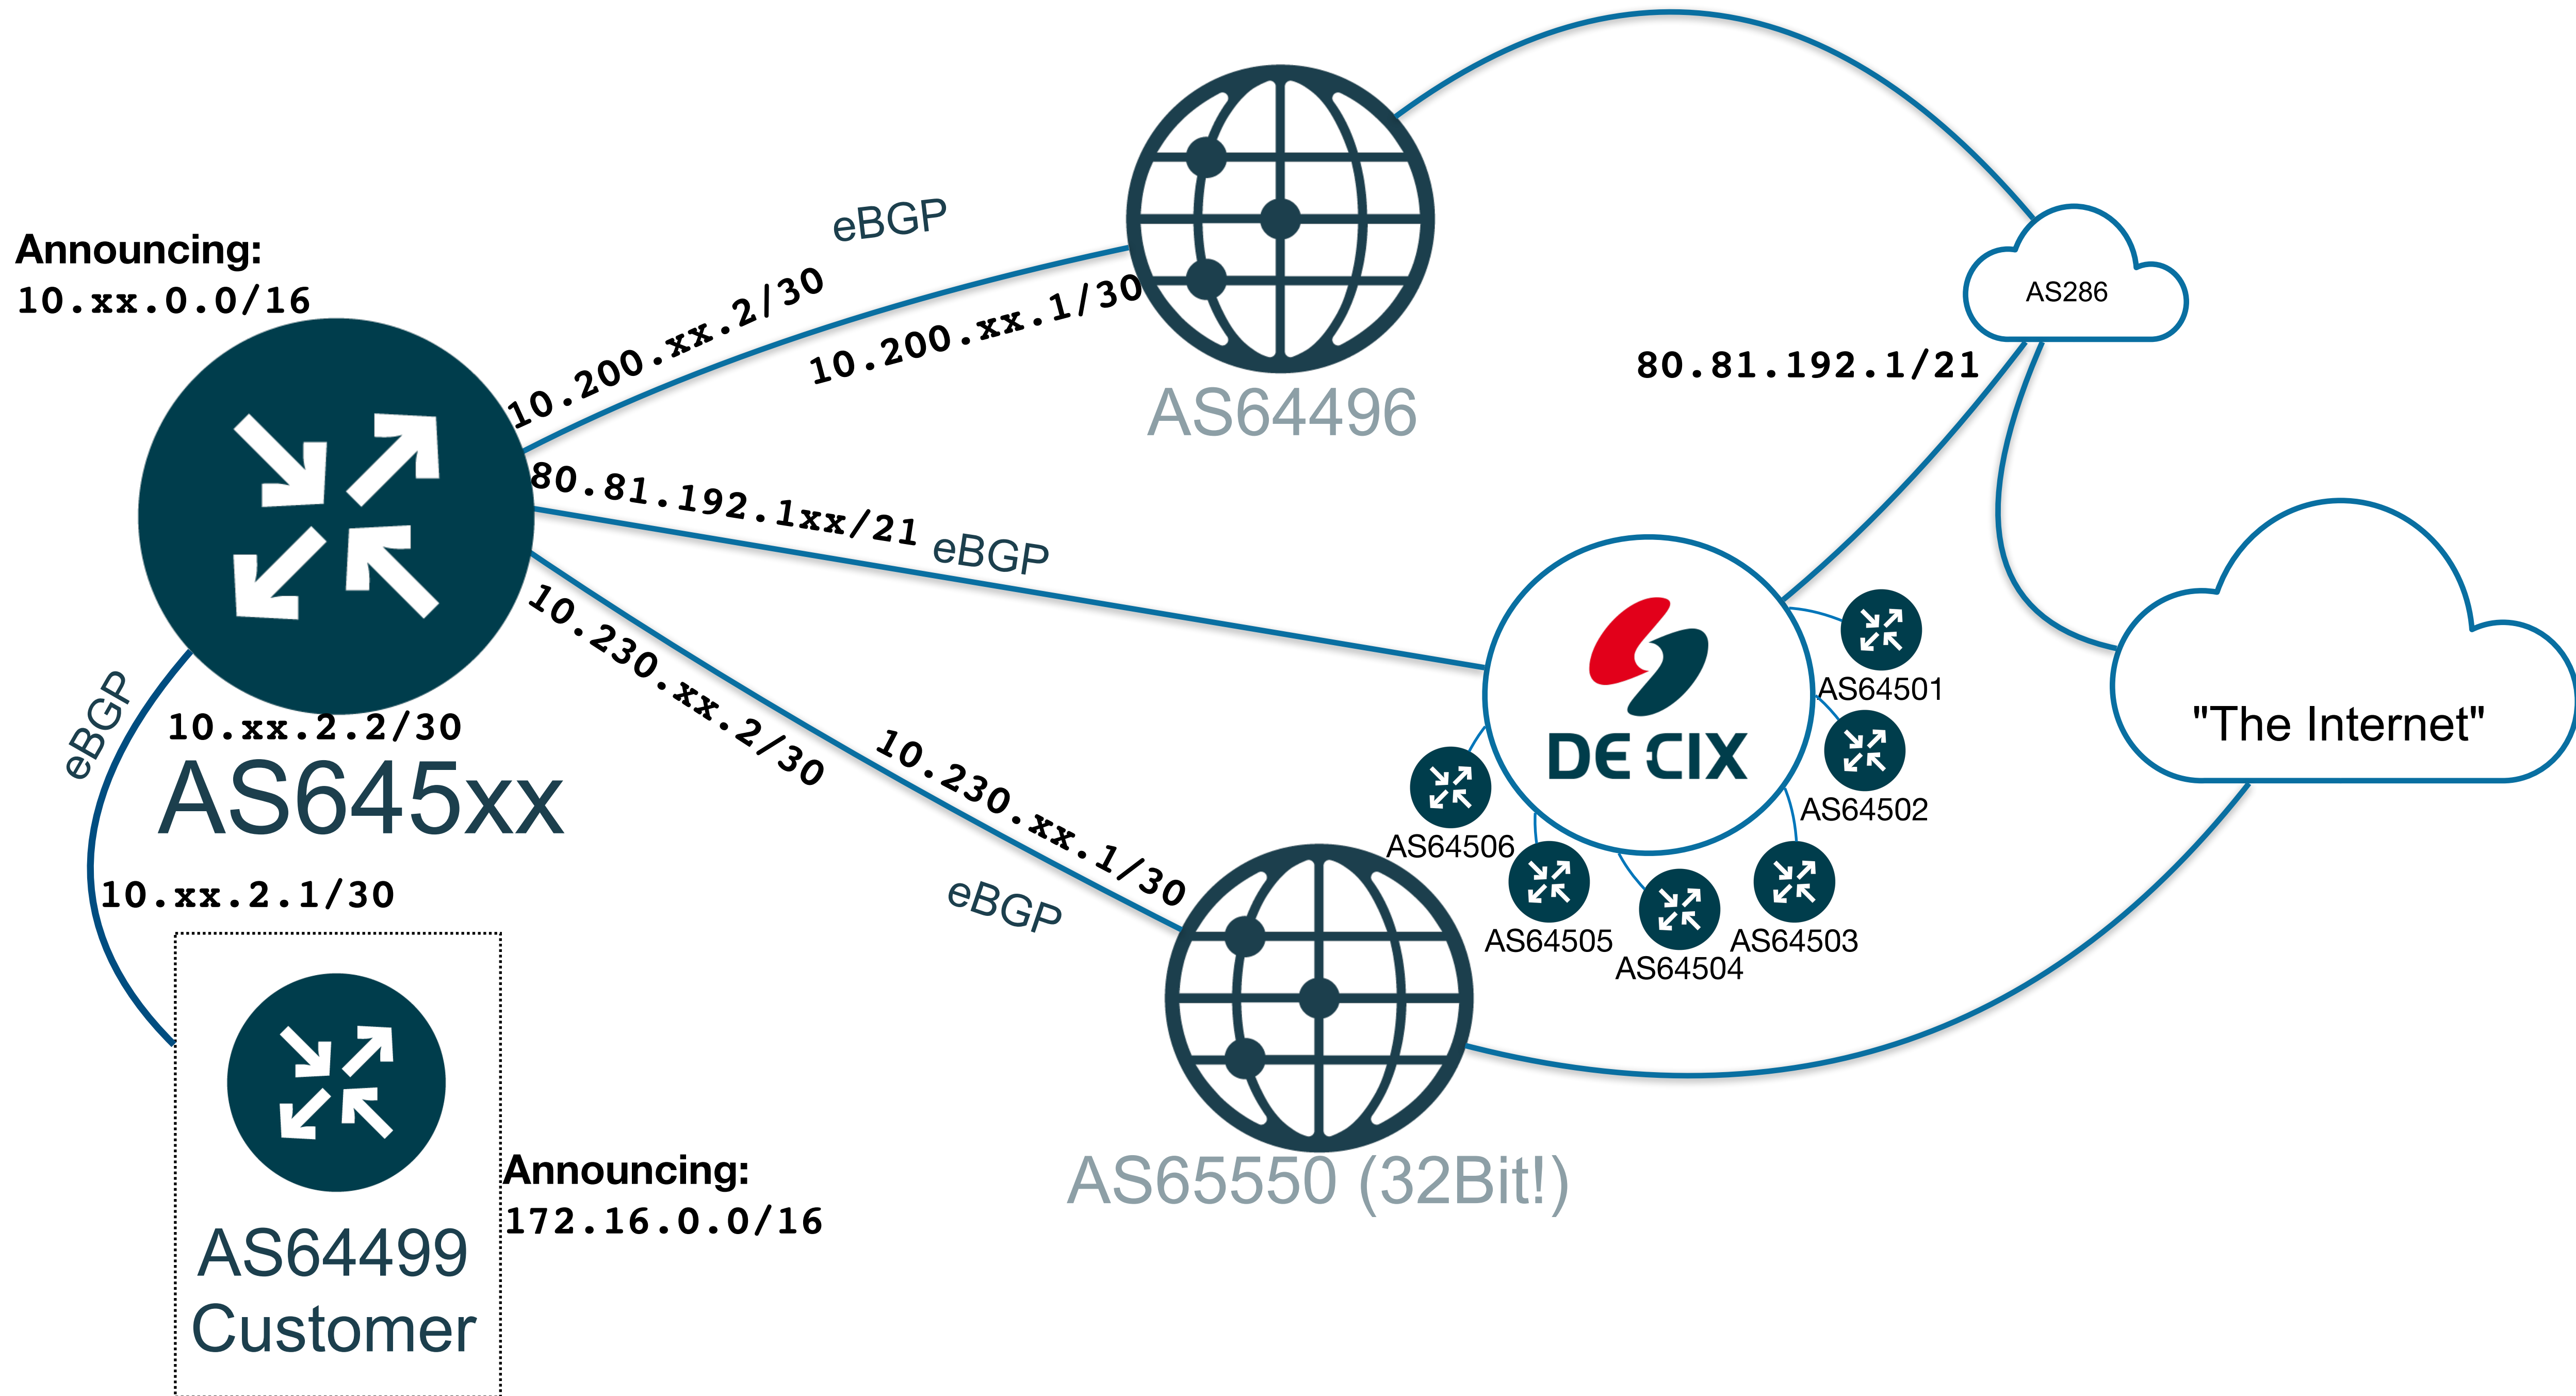 Announcing:
10.xx.0.0/16
eBGP
10.200.xx.2/30
10.200.xx.1/30
AS64496
AS286
80.81.192.1/21
80.81.192.1xx/21
eBGP
10.230.xx.2/30
10.230.xx.1/30
eBGP
DE CIX
AS64501
AS64502
AS64503
AS64504
AS64505
AS64506
"The Internet"
eBGP
10.xx.2.2/30
AS645xx
10.xx.2.1/30
AS65550 (32Bit!)
Announcing:
172.16.0.0/16
AS64499
Customer